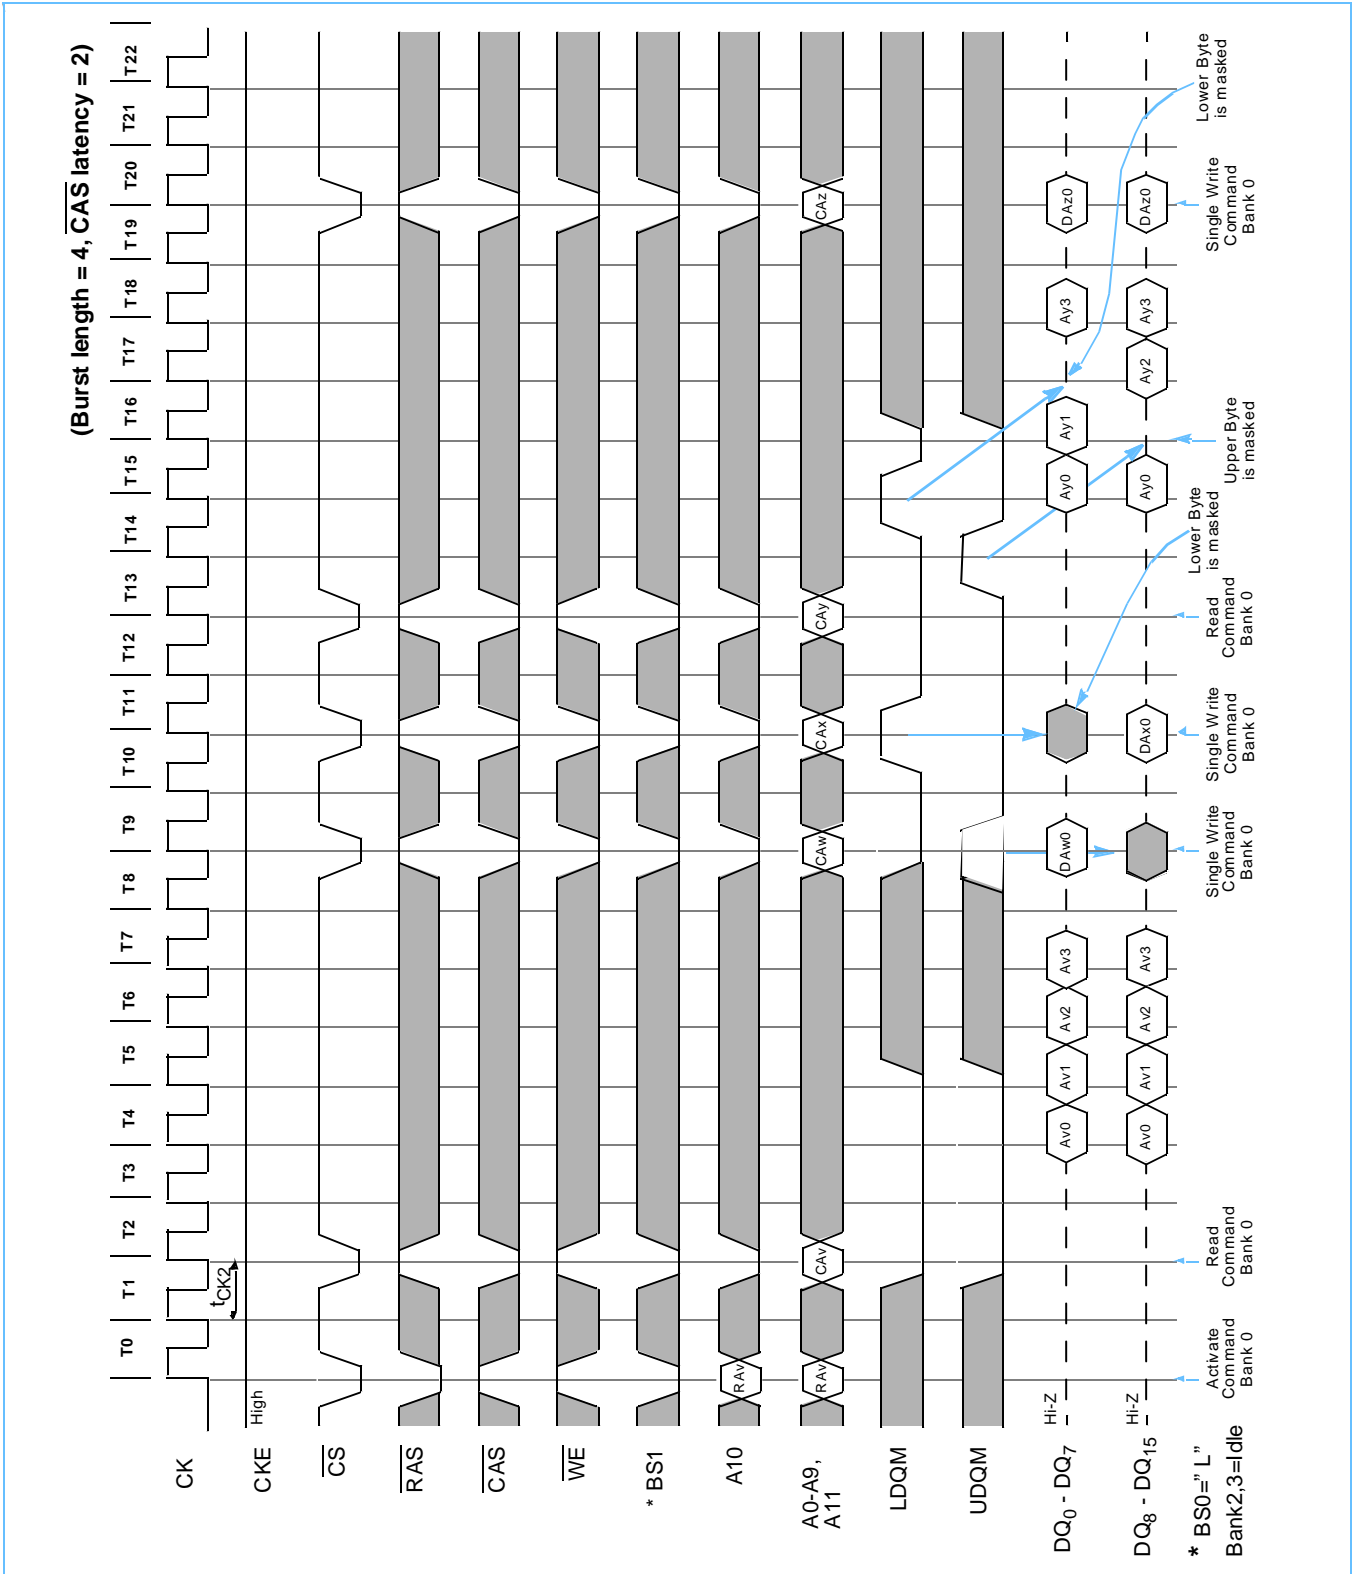 (Burst length = 4, CAS latency = 2)
T0 T1 T2 T3 T4 T5 T6 T7 T8 T9 T10 T11 T12 T13 T14 T15 T16 T17 T18 T19 T20 T21 T22
CK
tCK2
CKE High
CS
RAS
CAS
WE
* BS1
A10 RAv
A0-A9, A11 RAv CAv CAw CAx CAy CAz
LDQM
UDQM
DQ0 - DQ7 Hi-Z Av0 Av1 Av2 Av3 DAw0 Ay0 Ay1 Ay3 DAz0
DQ8 - DQ15 Hi-Z Av0 Av1 Av2 Av3 DAx0 Ay0 Ay2 Ay3 DAz0
* BS0=" L"
Bank2,3=Idle
Activate
Command
Bank 0
Read
Command
Bank 0
Single Write
Command
Bank 0
Single Write
Command
Bank 0
Lower Byte
is masked
Read
Command
Bank 0
Upper Byte
is masked
Single Write
Command
Bank 0
Lower Byte
is masked